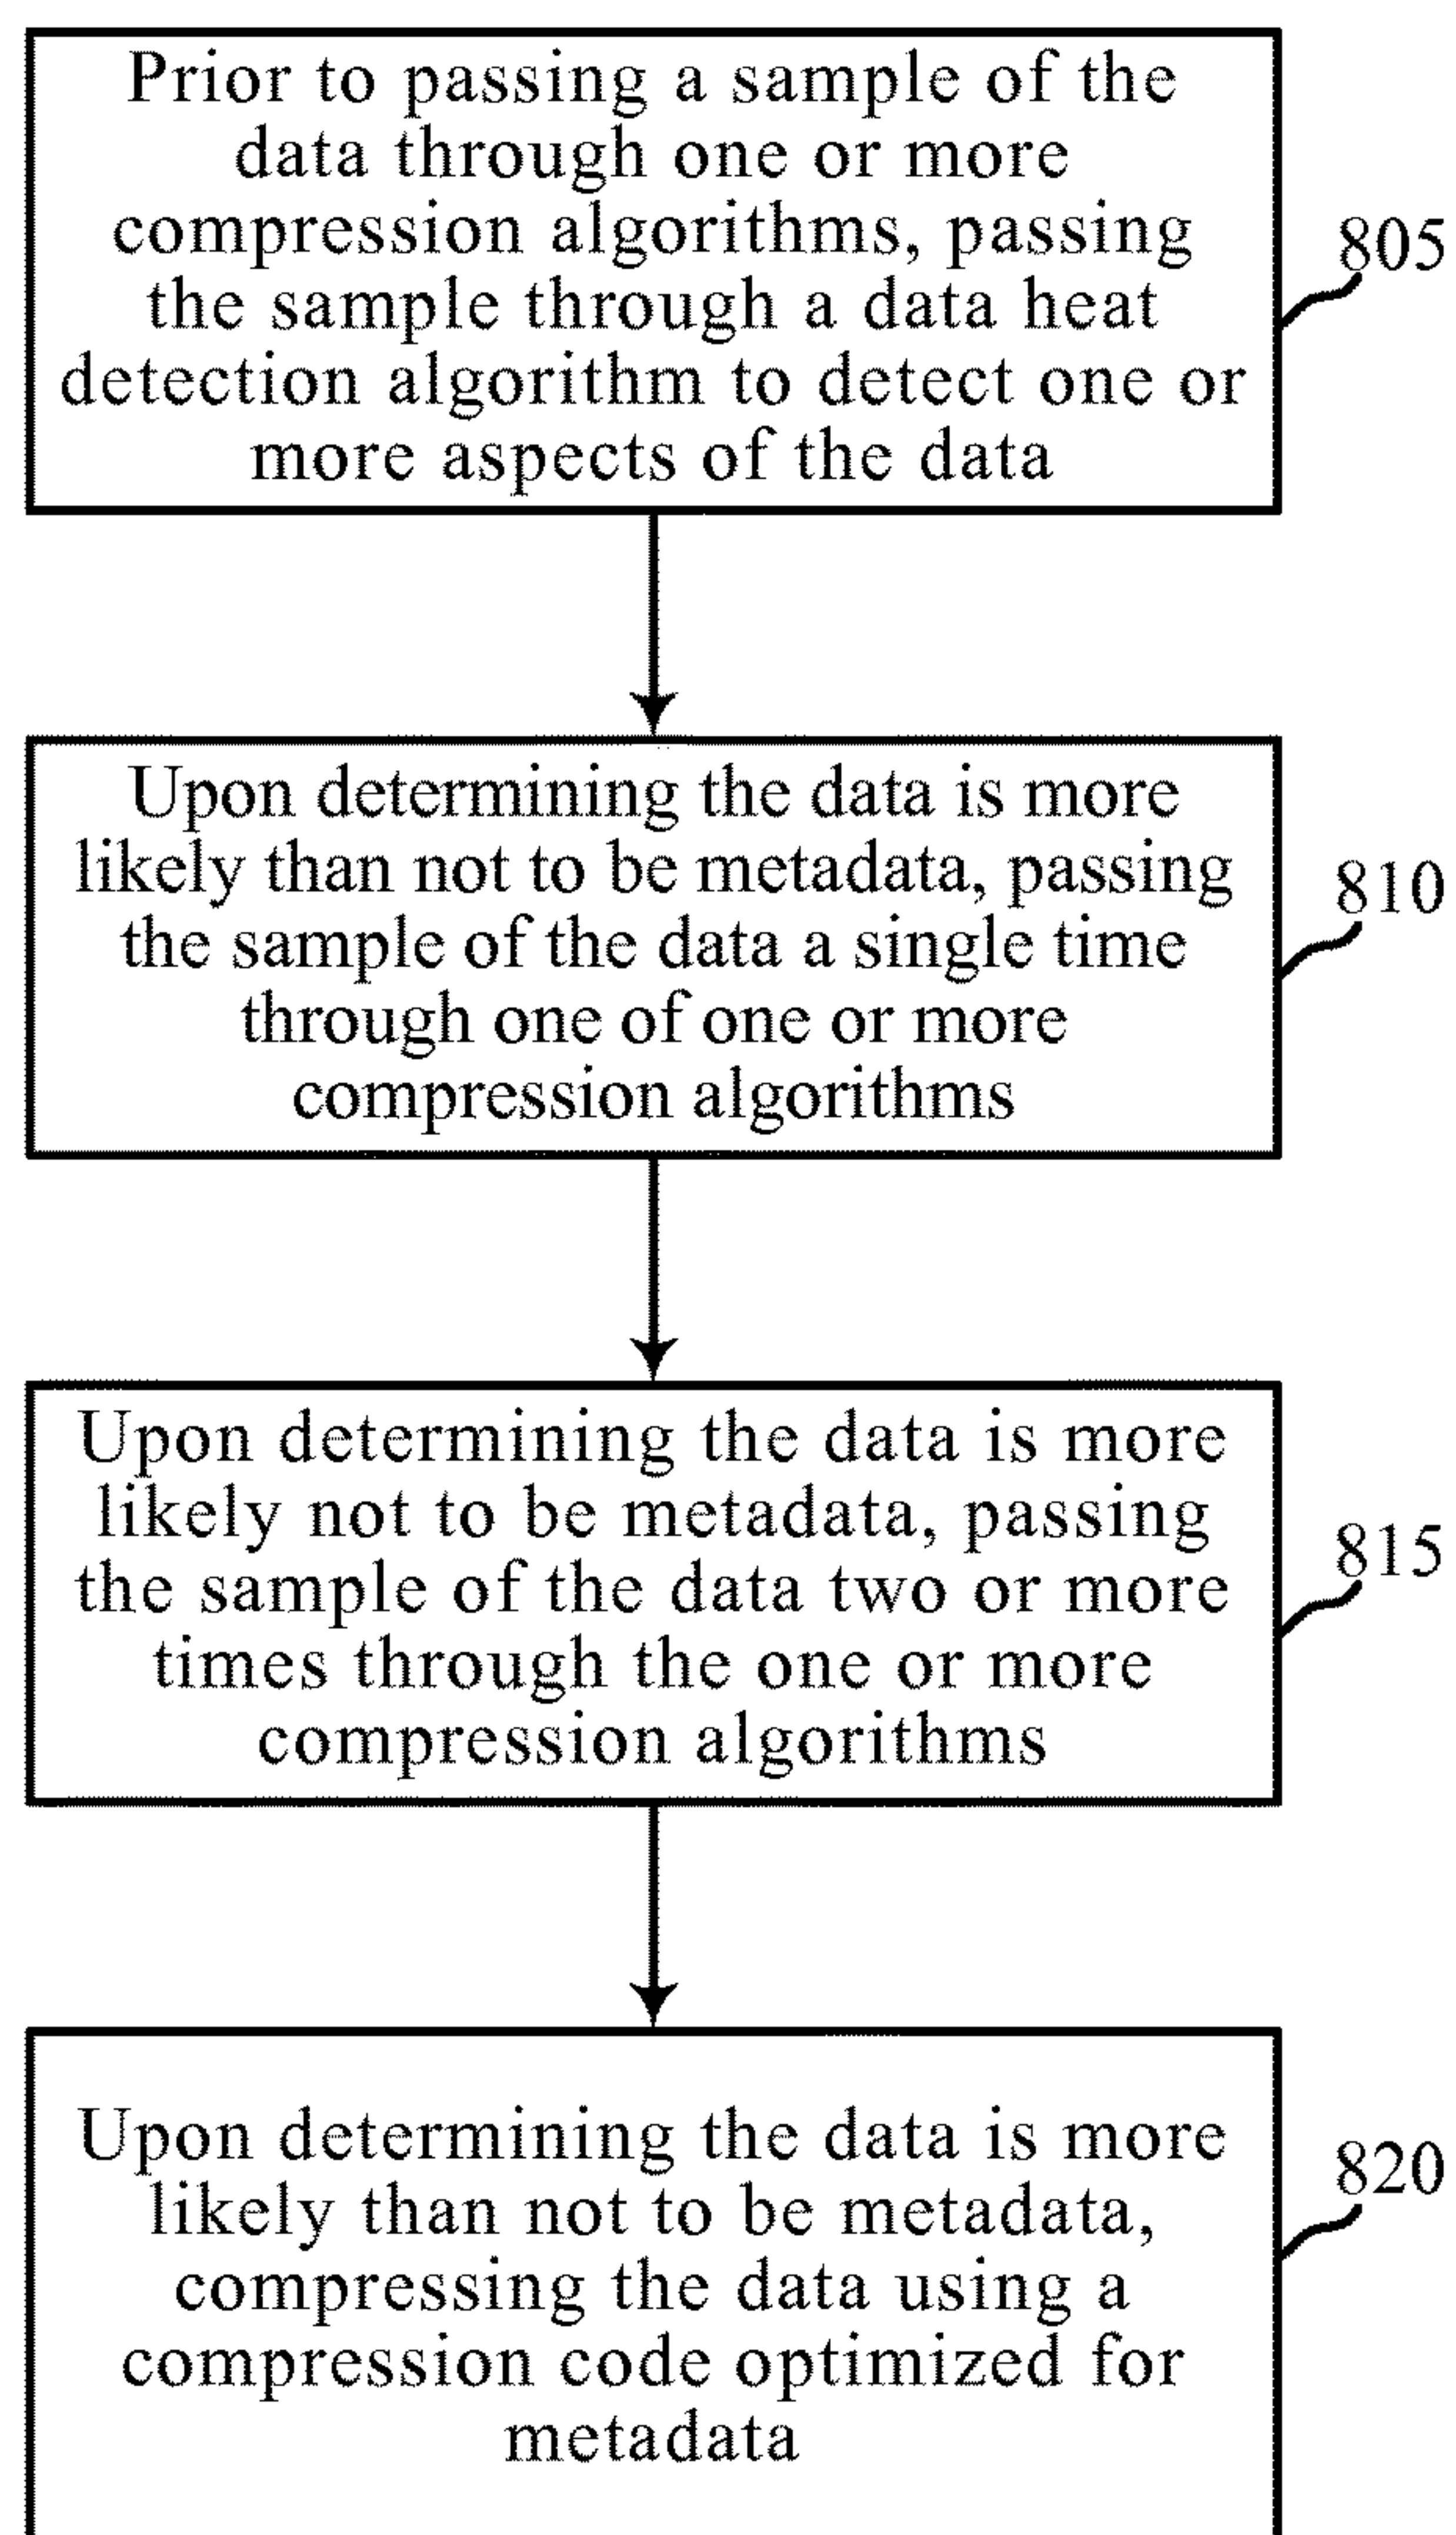 Prior to passing a sample of the
data through one or more
compression algorithms, passing
the sample through a data heat
detection algorithm to detect one or
more aspects of the data
805
Upon determining the data is more
likely than not to be metadata, passing
the sample of the data a single time
through one of one or more
compression algorithms
810
Upon determining the data is more
likely not to be metadata, passing
the sample of the data two or more
times through the one or more
compression algorithms
815
Upon determining the data is more
likely than not to be metadata,
compressing the data using a
compression code optimized for
metadata
820